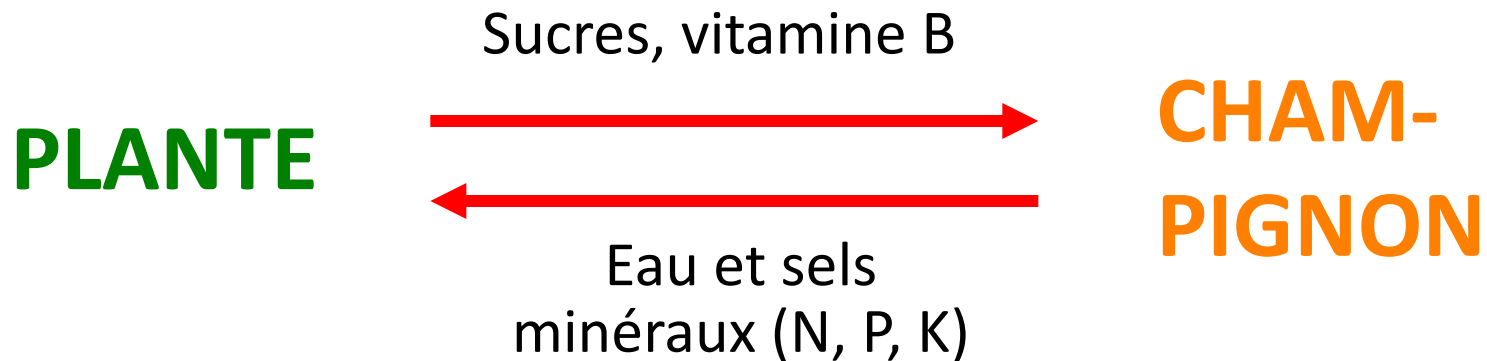 Sucres, vitamine B
PLANTE
CHAM-
PIGNON
Eau et sels
minéraux (N, P, K)